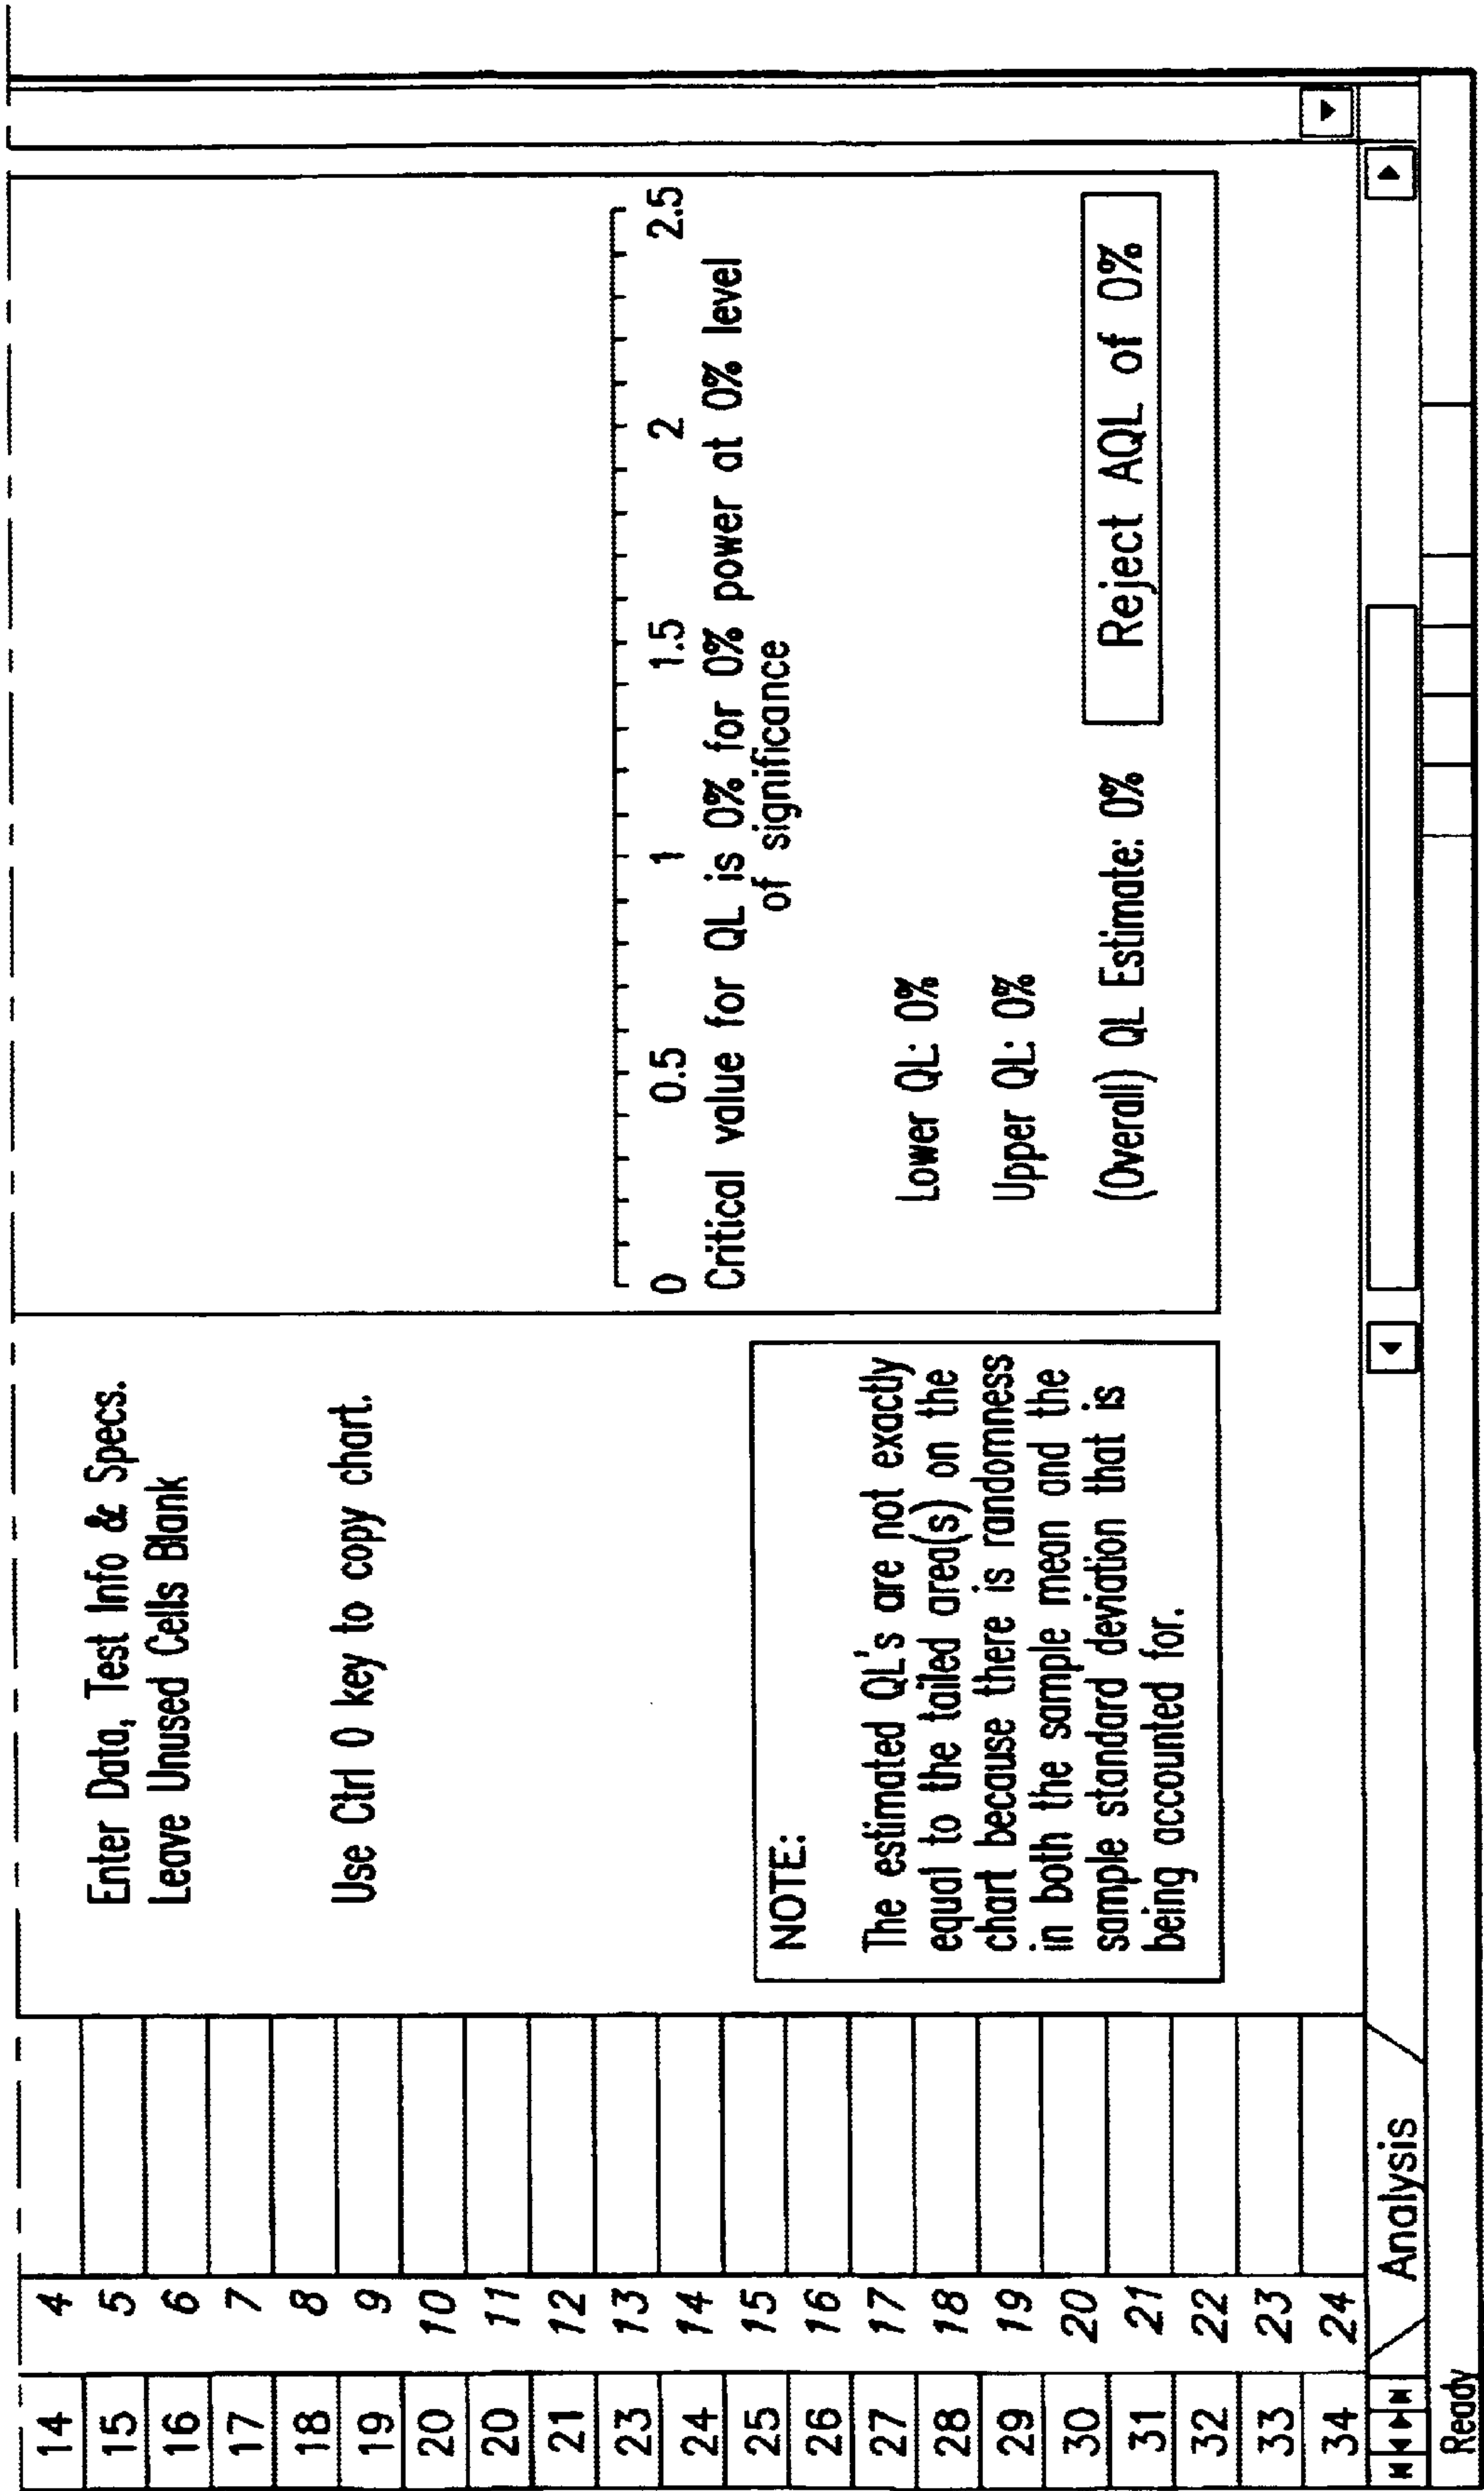 14 4
15 5
16 6
17 7
18 8
19 9
20 10
20 11
21 12
23 13
24 14
25 15
26 16
27 17
28 18
29 19
30 20
31 21
32 22
33 23
34 24
Enter Data, Test Info & Specs.
Leave Unused Cells Blank
Use Ctrl O key to copy chart.
NOTE:
The estimated QL's are not exactly
equal to the tailed area(s) on the
chart because there is randomness
in both the sample mean and the
sample standard deviation that is
being accounted for.
0 0.5 1 1.5 2 2.5
Critical value for QL is 0% for 0% power at 0% level
of significance
Lower QL: 0%
Upper QL: 0%
(Overall) QL Estimate: 0% Reject AQL of 0%
Analysis
Ready